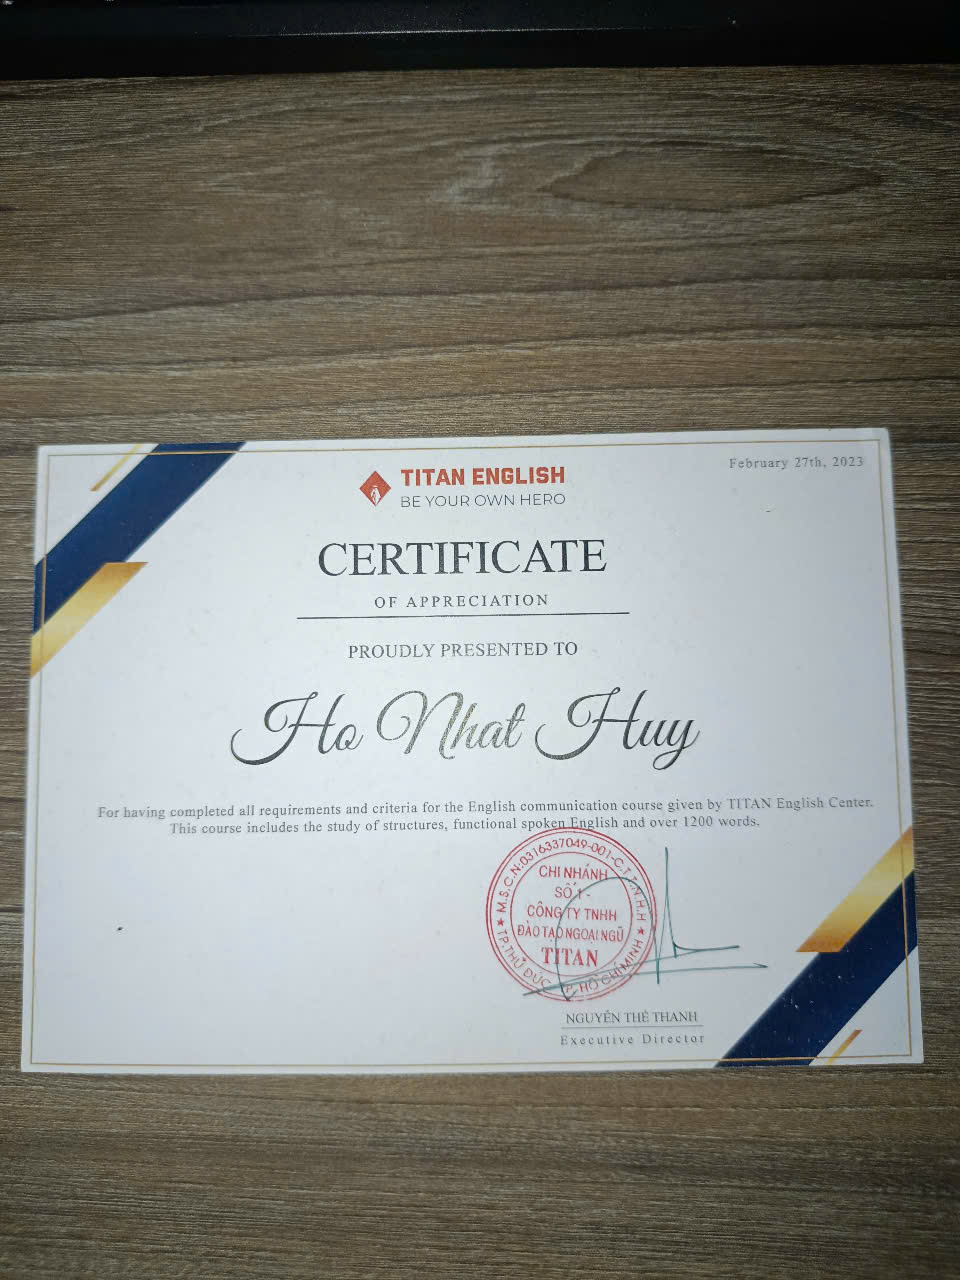 February 27th, 2023
TITAN ENGLISH
BE YOUR OWN HERO
CERTIFICATE
OF APPRECIATION
PROUDLY PRESENTED TO
Ho Nhat Huy
For having completed all requirements and criteria for the English communication course given by TITAN English Center.
This course includes the study of structures, functional spoken English and over 1200 words.
M.S.C.N:0316337049-001-C.T.T.N.H.H
CHI NHÁNH
SỐ 1 -
CÔNG TY TNHH
ĐÀO TẠO NGOẠI NGỮ
TITAN
TP.THỦ ĐỨC TP. HỒ CHÍ MINH
NGUYỄN THẾ THANH
Executive Director